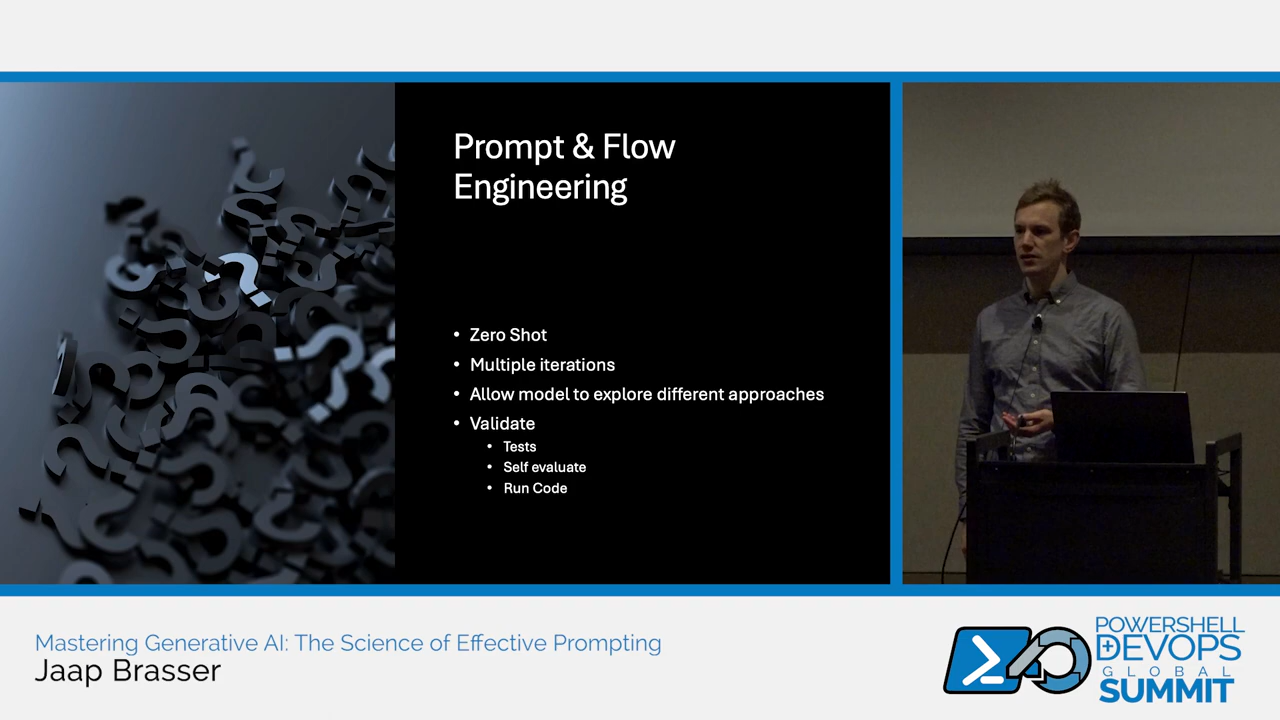 Prompt & Flow
Engineering
• Zero Shot
• Multiple iterations
• Allow model to explore different approaches
• Validate
• Tests
• Self evaluate
• Run Code
Mastering Generative AI: The Science of Effective Prompting
Jaap Brasser
POWERSHELL
DEVOPS
GLOBAL
SUMMIT